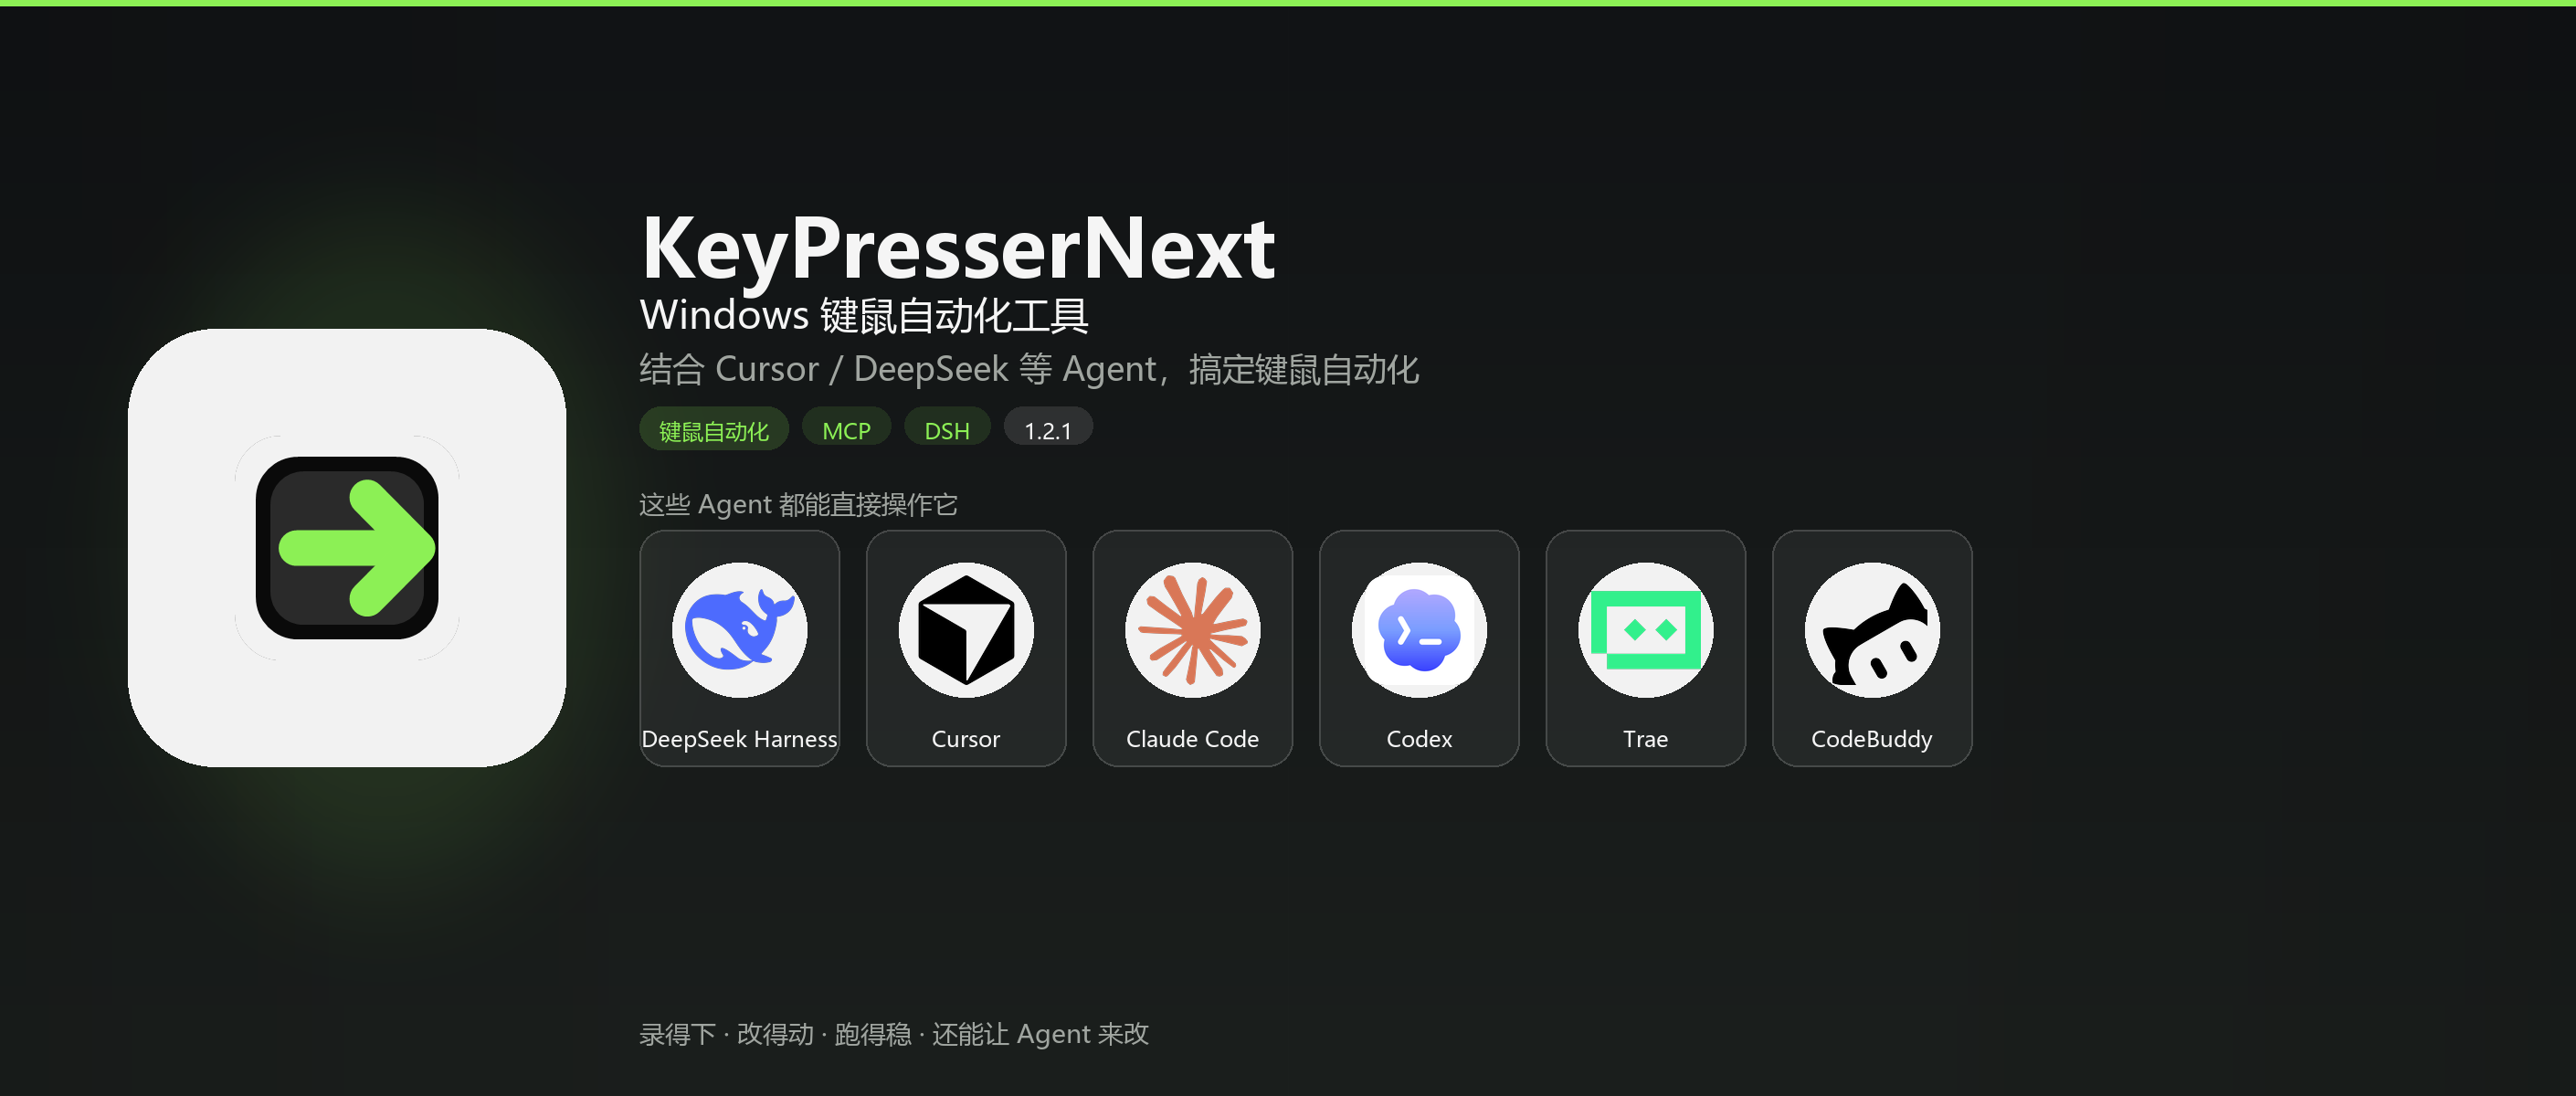 KeyPresserNext
Windows 键鼠自动化工具
结合 Cursor / DeepSeek 等 Agent，搞定键鼠自动化
键鼠自动化 MCP DSH 1.2.1
这些 Agent 都能直接操作它
DeepSeek Harness Cursor Claude Code Codex Trae CodeBuddy
录得下 · 改得动 · 跑得稳 · 还能让 Agent 来改